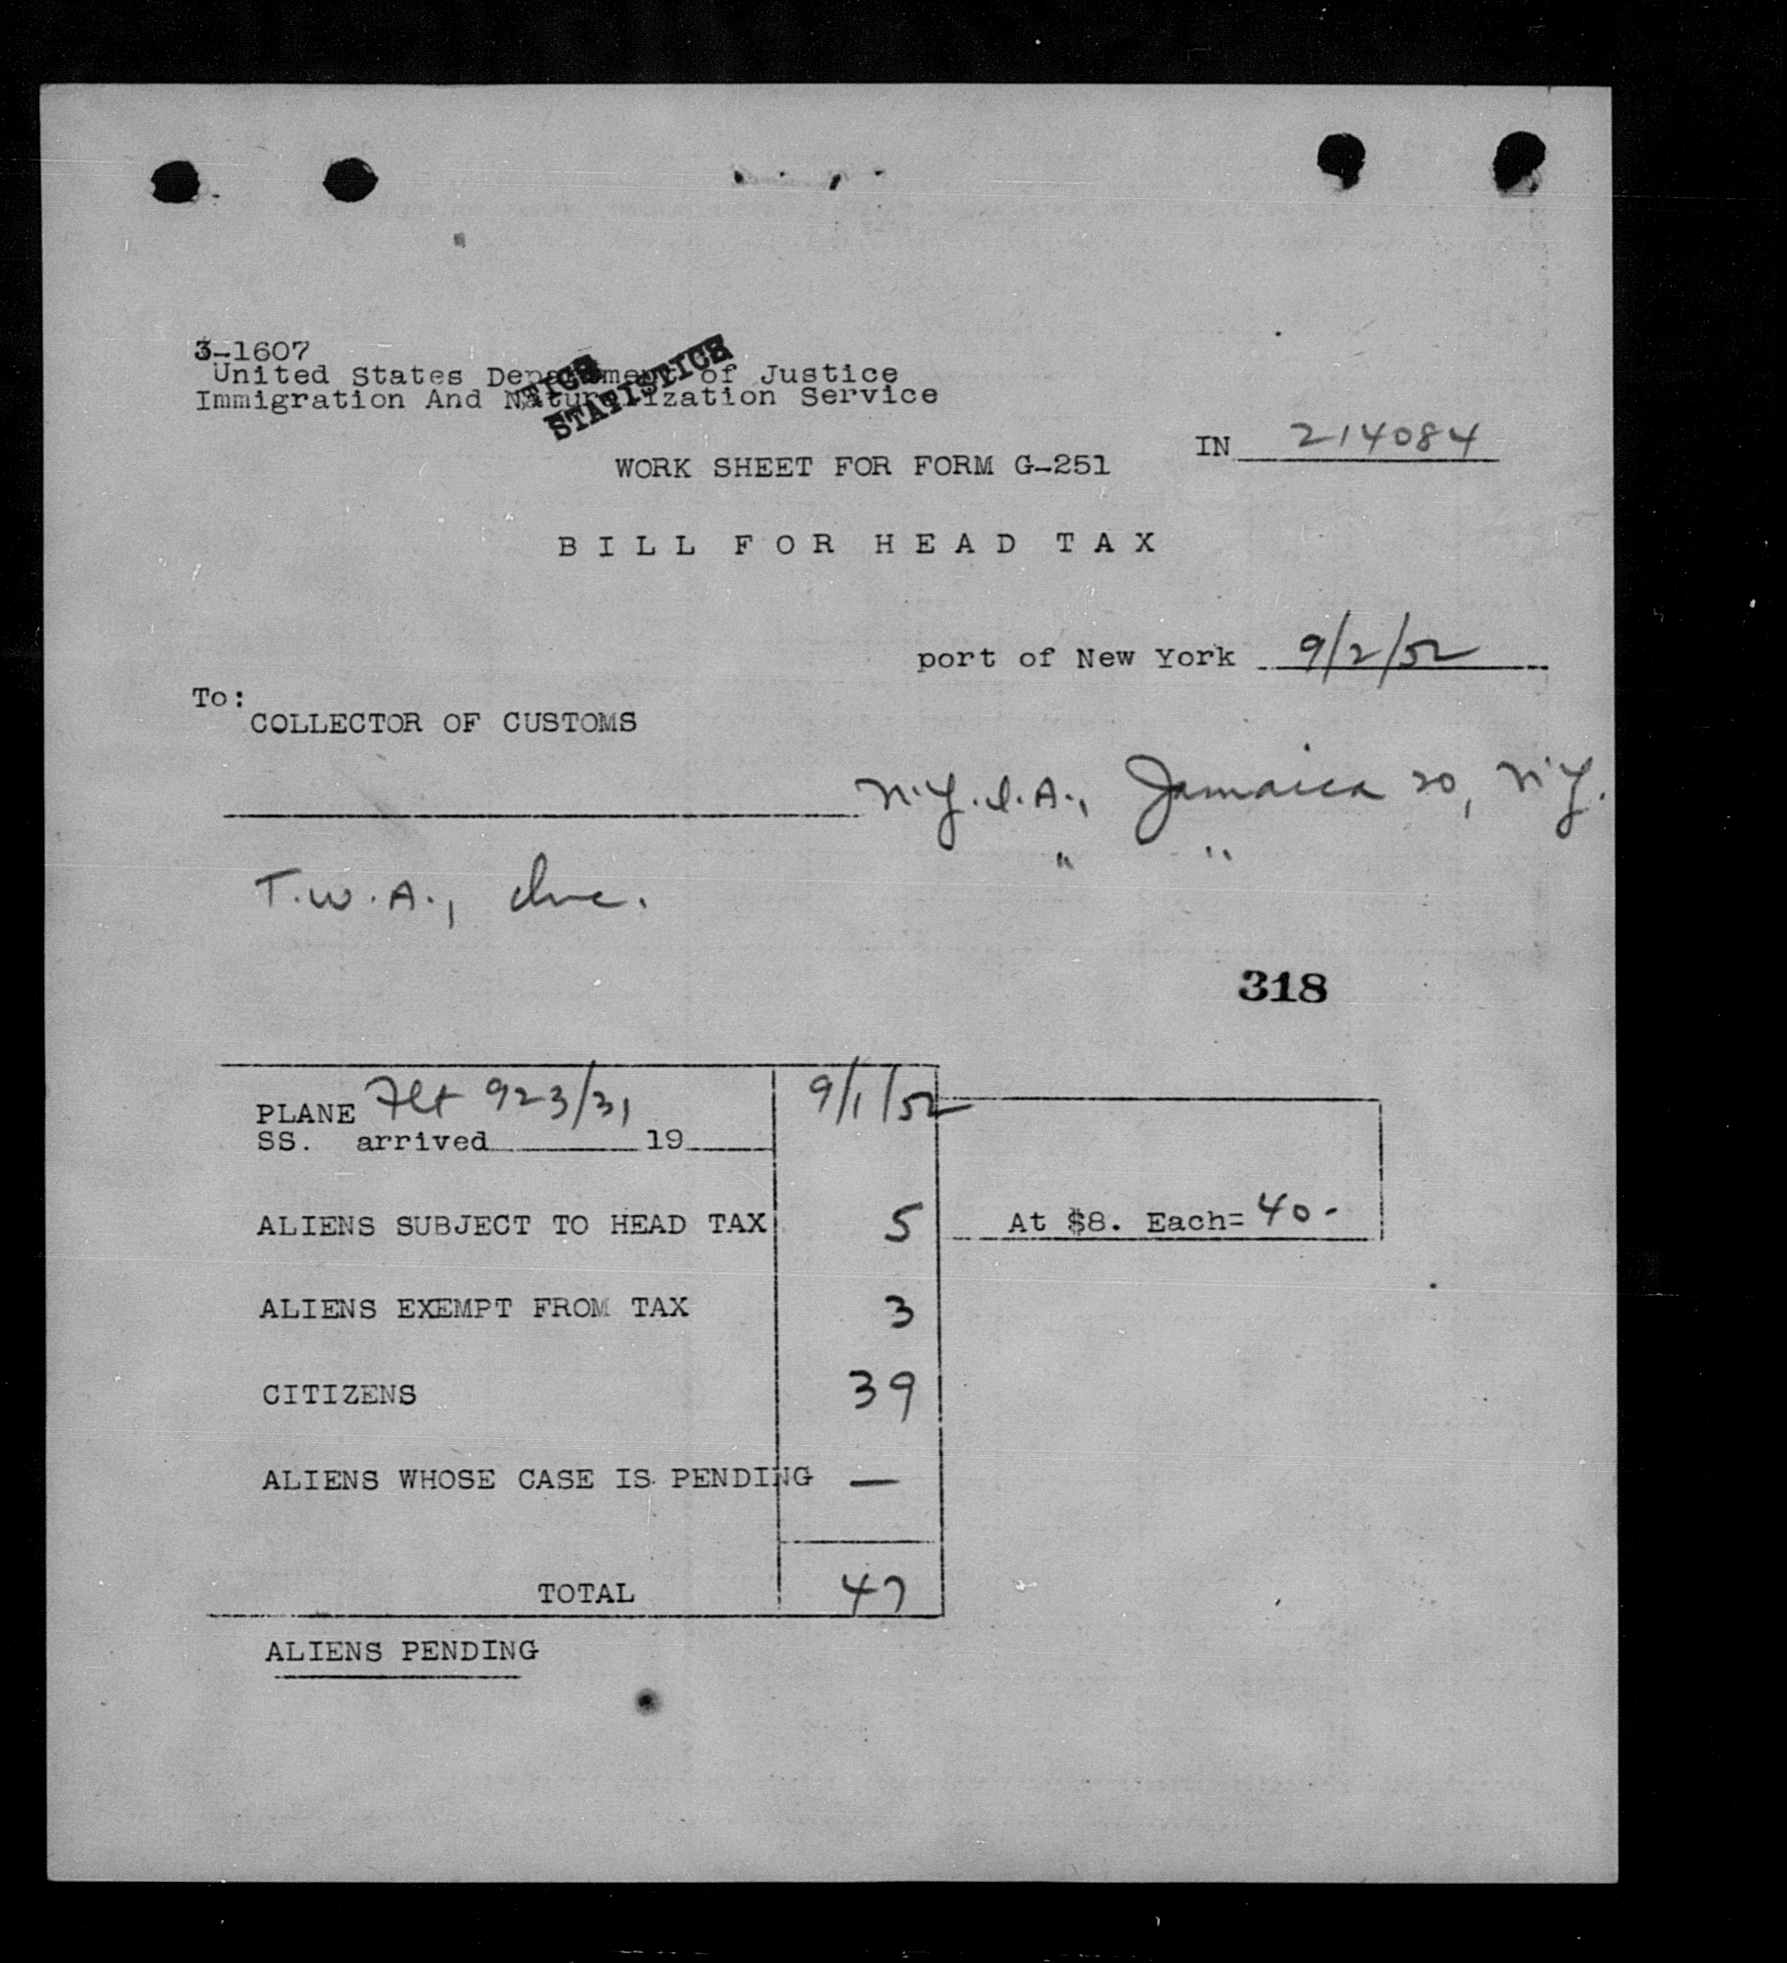 3-1607
United States Department of Justice
Immigration And Naturalization Service
STATISTICS
IN 214084
WORK SHEET FOR FORM G-251
BILL FOR HEAD TAX
port of New York 9/2/52
To:
COLLECTOR OF CUSTOMS
N.Y.I.A., Jamaica 20, N.Y.
" "
T.W.A., Inc.
318
PLANE Flt 923/31 9/1/52
SS. arrived 19
ALIENS SUBJECT TO HEAD TAX 5 At $8. Each= 40.-
ALIENS EXEMPT FROM TAX 3
CITIZENS 39
ALIENS WHOSE CASE IS PENDING —
TOTAL 47
ALIENS PENDING